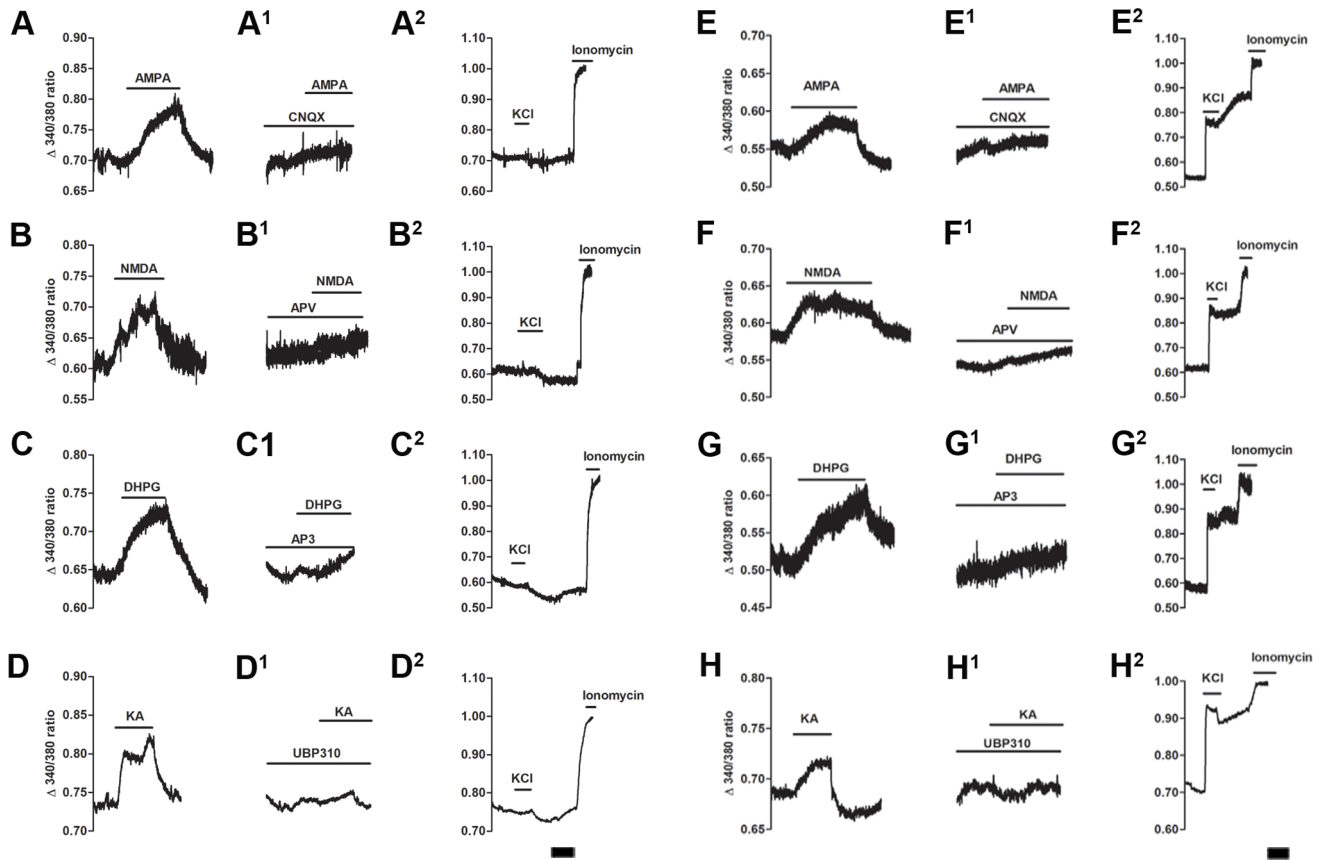 A
A¹
A²
E
E¹
E²
Δ 340/380 ratio
0.90
0.85
0.80
0.75
0.70
0.65
AMPA
AMPA
CNQX
1.10
1.00
0.90
0.80
0.70
0.60
KCl
Ionomycin
Δ 340/380 ratio
0.70
0.65
0.60
0.55
0.50
AMPA
AMPA
CNQX
1.10
1.00
0.90
0.80
0.70
0.60
0.50
KCl
Ionomycin
B
B¹
B²
F
F¹
F²
Δ 340/380 ratio
0.80
0.75
0.70
0.65
0.60
0.55
NMDA
NMDA
APV
1.10
1.00
0.90
0.80
0.70
0.60
0.50
KCl
Ionomycin
Δ 340/380 ratio
0.70
0.65
0.60
0.55
0.50
NMDA
NMDA
APV
1.10
1.00
0.90
0.80
0.70
0.60
0.50
KCl
Ionomycin
C
C1
C²
G
G¹
G²
Δ 340/380 ratio
0.80
0.75
0.70
0.65
0.60
DHPG
DHPG
AP3
1.10
1.00
0.90
0.80
0.70
0.60
0.50
KCl
Ionomycin
Δ 340/380 ratio
0.65
0.60
0.55
0.50
0.45
DHPG
DHPG
AP3
1.10
1.00
0.90
0.80
0.70
0.60
0.50
KCl
Ionomycin
D
D¹
D²
H
H¹
H²
Δ 340/380 ratio
0.90
0.85
0.80
0.75
0.70
KA
KA
UBP310
1.10
1.00
0.90
0.80
0.70
KCl
Ionomycin
Δ 340/380 ratio
0.80
0.75
0.70
0.65
KA
KA
UBP310
1.00
0.90
0.80
0.70
0.60
KCl
Ionomycin